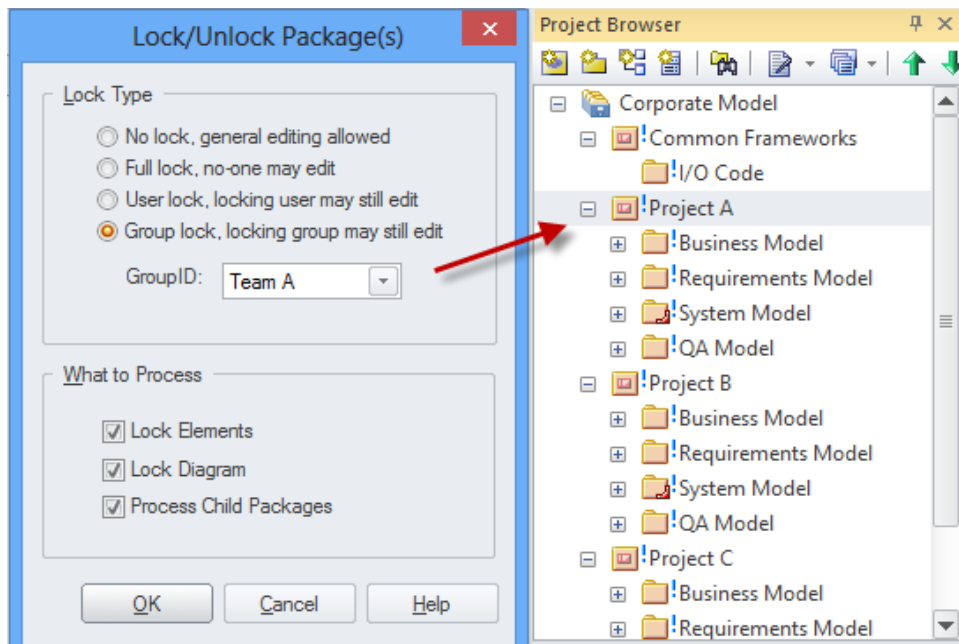 Lock/Unlock Package(s)
Lock Type
No lock, general editing allowed
Full lock, no-one may edit
User lock, locking user may still edit
Group lock, locking group may still edit
GroupID:
Team A
What to Process
Lock Elements
Lock Diagram
Process Child Packages
OK
Cancel
Help
Project Browser
Corporate Model
Common Frameworks
I/O Code
Project A
Business Model
Requirements Model
System Model
QA Model
Project B
Business Model
Requirements Model
System Model
QA Model
Project C
Business Model
Requirements Model